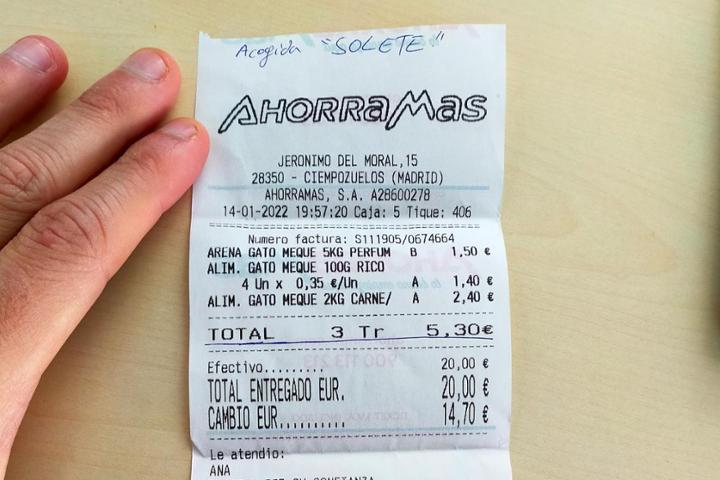 Acogida "SOLETE"
AHORRAMAS
JERONIMO DEL MORAL,15
28350 - CIEMPOZUELOS (MADRID)
AHORRAMAS, S.A. A28600278
14-01-2022 19:57:20 Caja: 5 Tique: 406
Numero factura: S111905/0674664
ARENA GATO MEQUE 5KG PERFUM B 1,50 €
ALIM. GATO MEQUE 100G RICO
4 Un x 0,35 €/Un A 1,40 €
ALIM. GATO MEQUE 2KG CARNE/ A 2,40 €
TOTAL 3 Tr 5,30€
Efectivo......... 20,00 €
TOTAL ENTREGADO EUR. 20,00 €
CAMBIO EUR.......... 14,70 €
Le atendio:
ANA